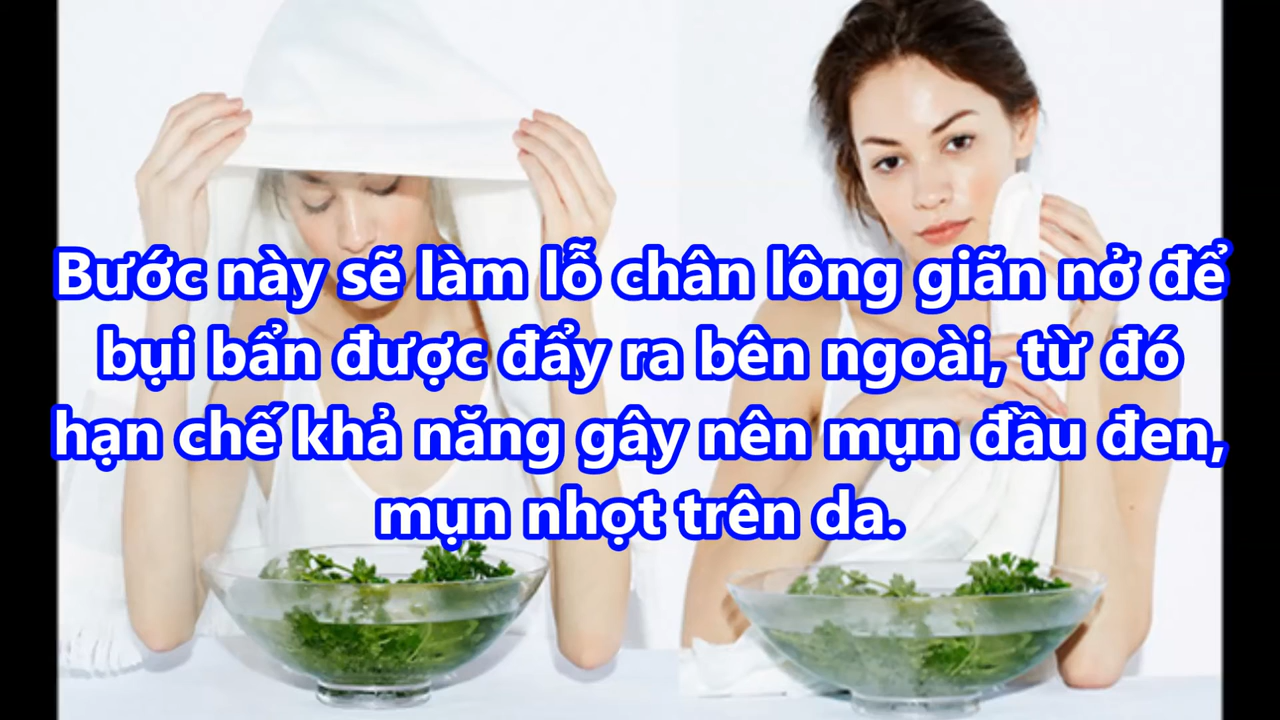 Bước này sẽ làm lỗ chân lông giãn nở để
bụi bẩn được đẩy ra bên ngoài, từ đó
hạn chế khả năng gây nên mụn đầu đen,
mụn nhọt trên da.